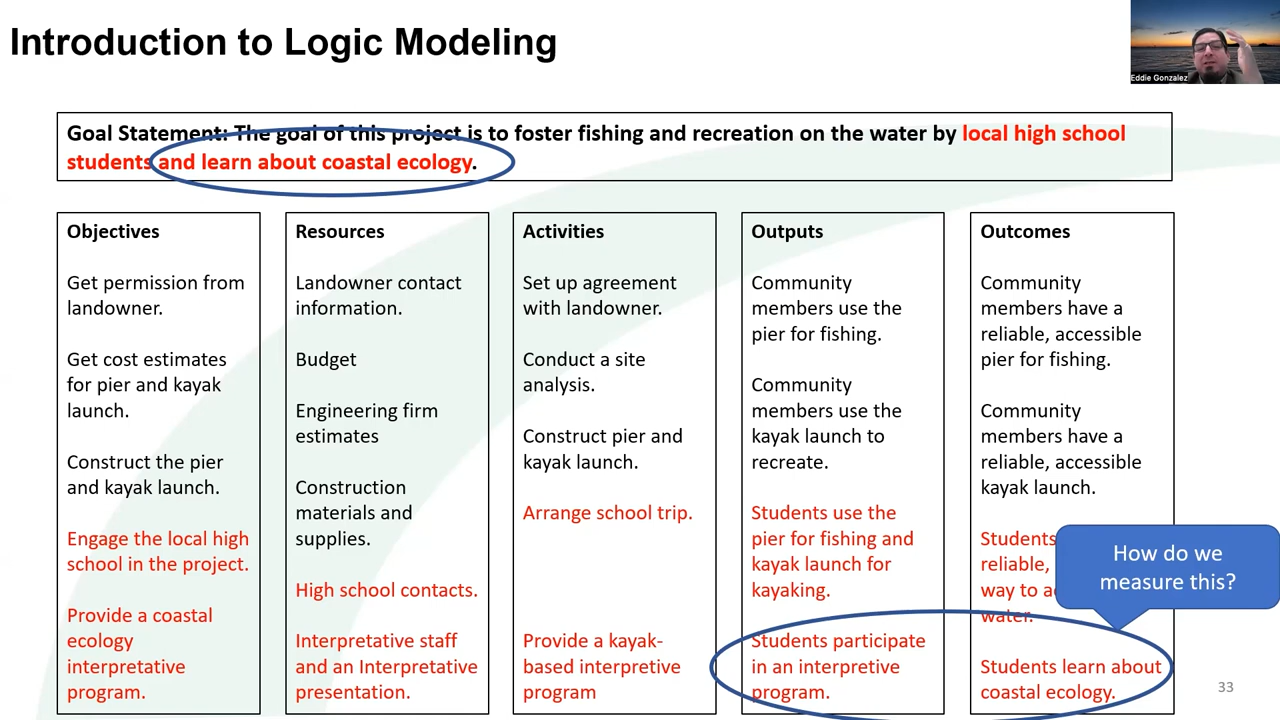 Introduction to Logic Modeling
Eddie Gonzalez
Goal Statement: The goal of this project is to foster fishing and recreation on the water by local high school
students and learn about coastal ecology.
Objectives
Get permission from
landowner.
Get cost estimates
for pier and kayak
launch.
Construct the pier
and kayak launch.
Engage the local high
school in the project.
Provide a coastal
ecology
interpretative
program.
Resources
Landowner contact
information.
Budget
Engineering firm
estimates
Construction
materials and
supplies.
High school contacts.
Interpretative staff
and an Interpretative
presentation.
Activities
Set up agreement
with landowner.
Conduct a site
analysis.
Construct pier and
kayak launch.
Arrange school trip.
Provide a kayak-
based interpretive
program
Outputs
Community
members use the
pier for fishing.
Community
members use the
kayak launch to
recreate.
Students use the
pier for fishing and
kayak launch for
kayaking.
Students participate
in an interpretive
program.
Outcomes
Community
members have a
reliable, accessible
pier for fishing.
Community
members have a
reliable, accessible
kayak launch.
Students
reliable,
way to
water.
Students learn about
coastal ecology.
How do we
measure this?
33